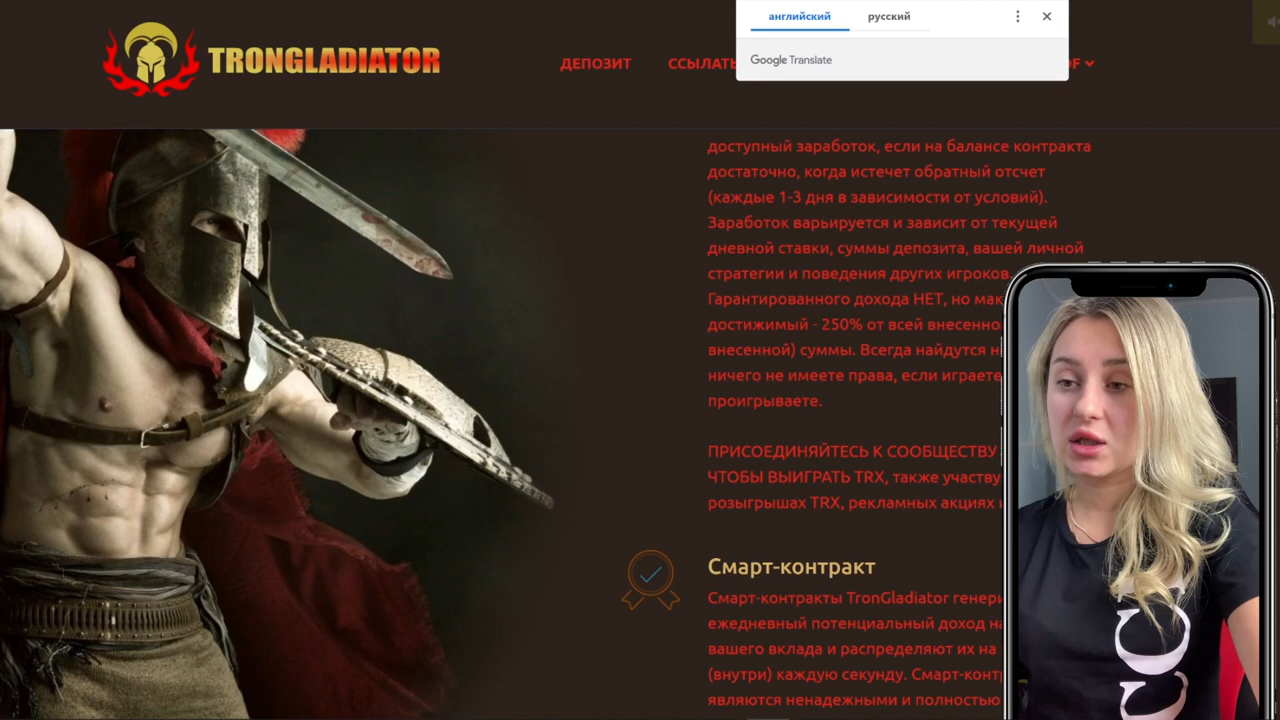 TRONGLADIATOR
ДЕПОЗИТ
ССЫЛАТЬ
английский
русский
Google Translate
доступный заработок, если на балансе контракта
достаточно, когда истечет обратный отсчет
(каждые 1-3 дня в зависимости от условий).
Заработок варьируется и зависит от текущей
дневной ставки, суммы депозита, вашей личной
стратегии и поведения других игроков.
Гарантированного дохода НЕТ, но мак
достижимый - 250% от всей внесенно
внесенной) суммы. Всегда найдутся н
ничего не имеете права, если играете
проигрываете.
ПРИСОЕДИНЯЙТЕСЬ К СООБЩЕСТВУ
ЧТОБЫ ВЫИГРАТЬ TRX, также участву
розыгрышах TRX, рекламных акциях
Смарт-контракт
Смарт-контракты TronGladiator генери
ежедневный потенциальный доход на
вашего вклада и распределяют их на
(внутри) каждую секунду. Смарт-контр
являются ненадежными и полностью